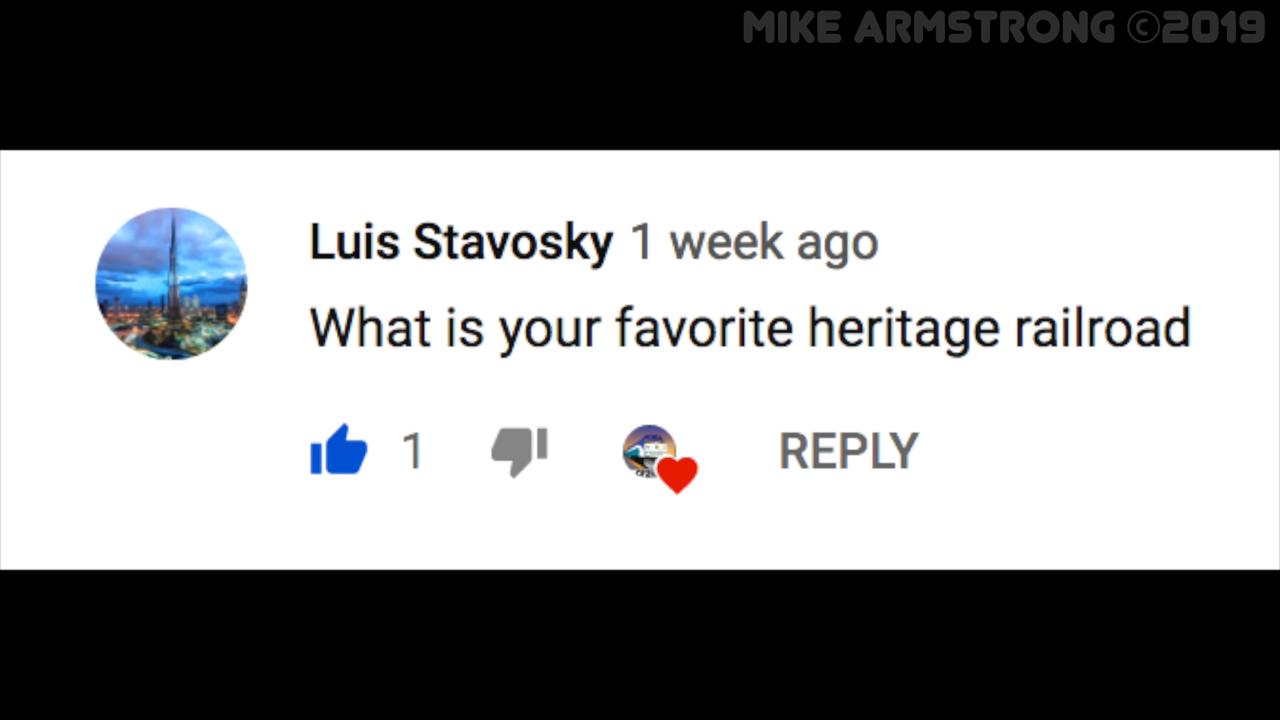 MIKE ARMSTRONG ©2019
Luis Stavosky 1 week ago
What is your favorite heritage railroad
1 REPLY